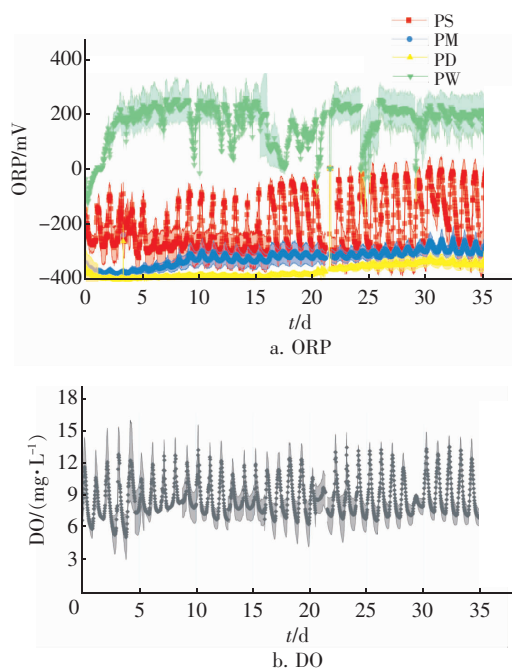 PS
PM
PD
PW
400
200
0
−200
−400
ORP/mV
0 5 10 15 20 25 30 35
t/d
a. ORP
18
15
12
9
6
3
0
DO/(mg·L⁻¹)
5 10 15 20 25 30 35
t/d
b. DO